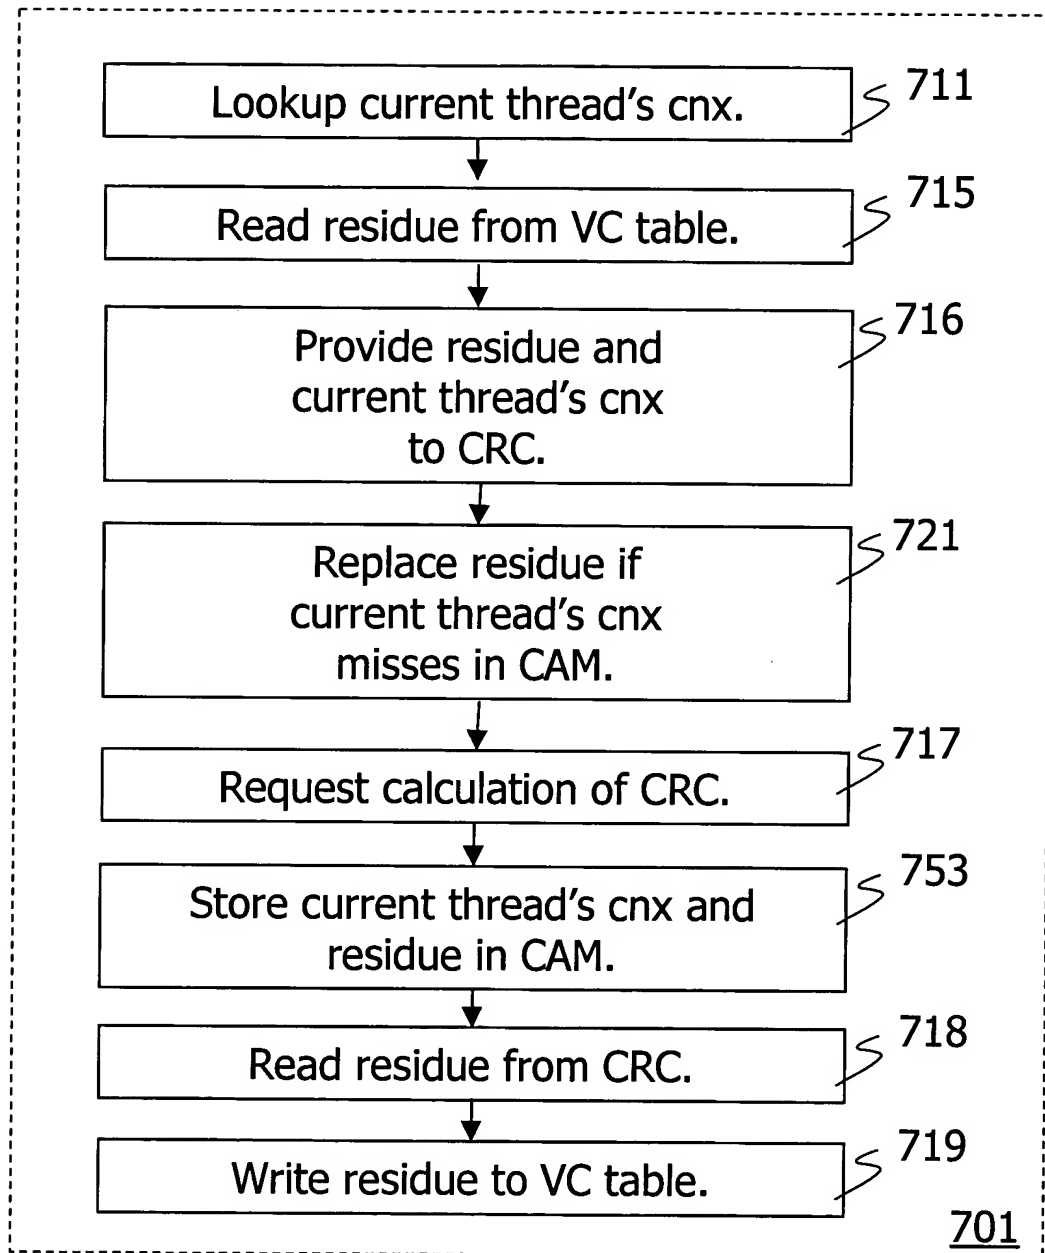 Lookup current thread's cnx.
711
Read residue from VC table.
715
Provide residue and
current thread's cnx
to CRC.
716
Replace residue if
current thread's cnx
misses in CAM.
721
Request calculation of CRC.
717
Store current thread's cnx and
residue in CAM.
753
Read residue from CRC.
718
Write residue to VC table.
719
701